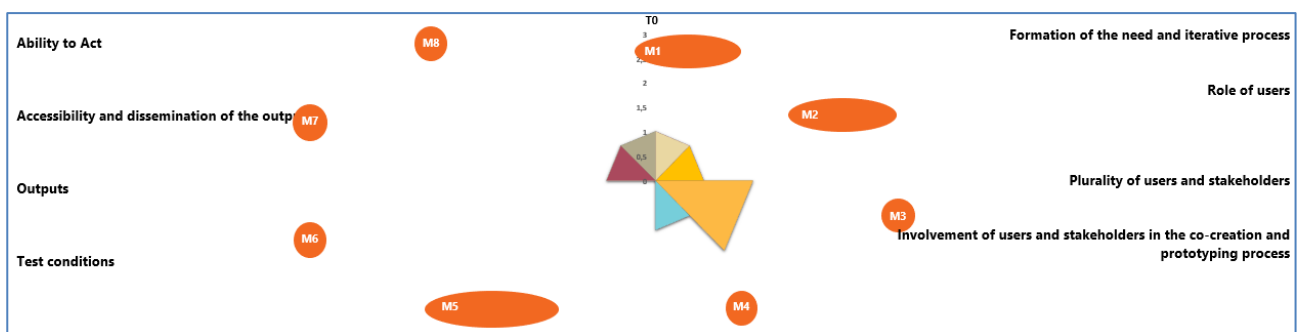 T0
Ability to Act
M8
3
M1
2,5
Formation of the need and iterative process
2
Role of users
Accessibility and dissemination of the
M7
1,5
M2
1
0,5
Outputs
0
Plurality of users and stakeholders
M3
M6
Involvement of users and stakeholders in the co-creation and
prototyping process
Test conditions
M5
M4